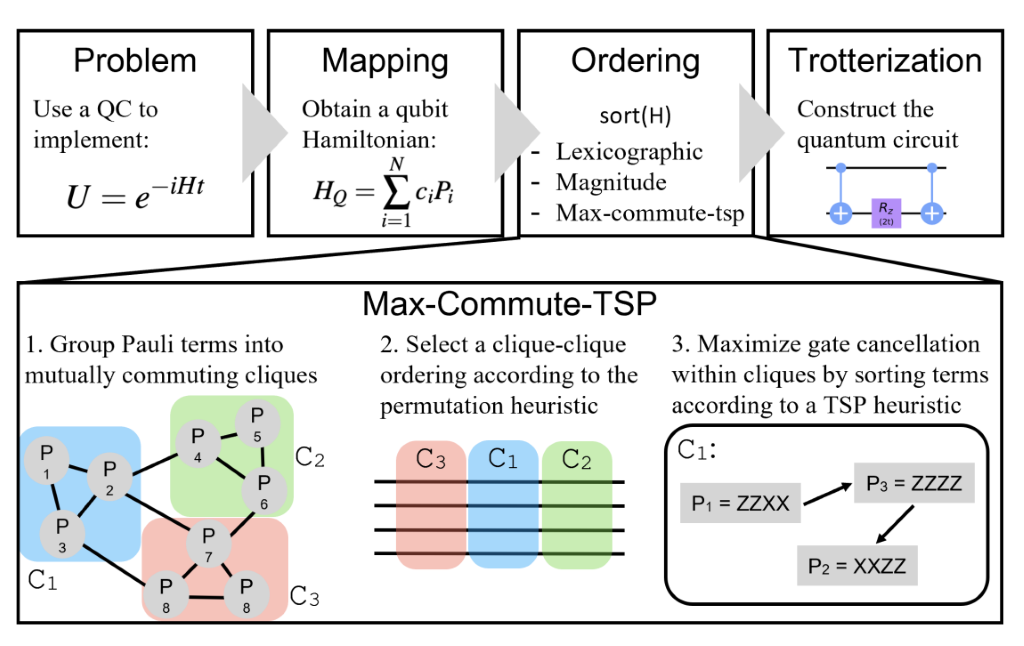 Problem
Use a QC to
implement:
U = e^{-iHt}
Mapping
Obtain a qubit
Hamiltonian:
N
H_Q = ∑ c_i P_i
i=1
Ordering
sort(H)
- Lexicographic
- Magnitude
- Max-commute-tsp
Trotterization
Construct the
quantum circuit
R_Z
(2t)
Max-Commute-TSP
1. Group Pauli terms into
mutually commuting cliques
P 1
P 2
P 3
C1
P 4
P 5
P 6
C2
P 7
P 8
P 8
C3
2. Select a clique-clique
ordering according to the
permutation heuristic
C3 C1 C2
3. Maximize gate cancellation
within cliques by sorting terms
according to a TSP heuristic
C1:
P1 = ZZXX
P3 = ZZZZ
P2 = XXZZ